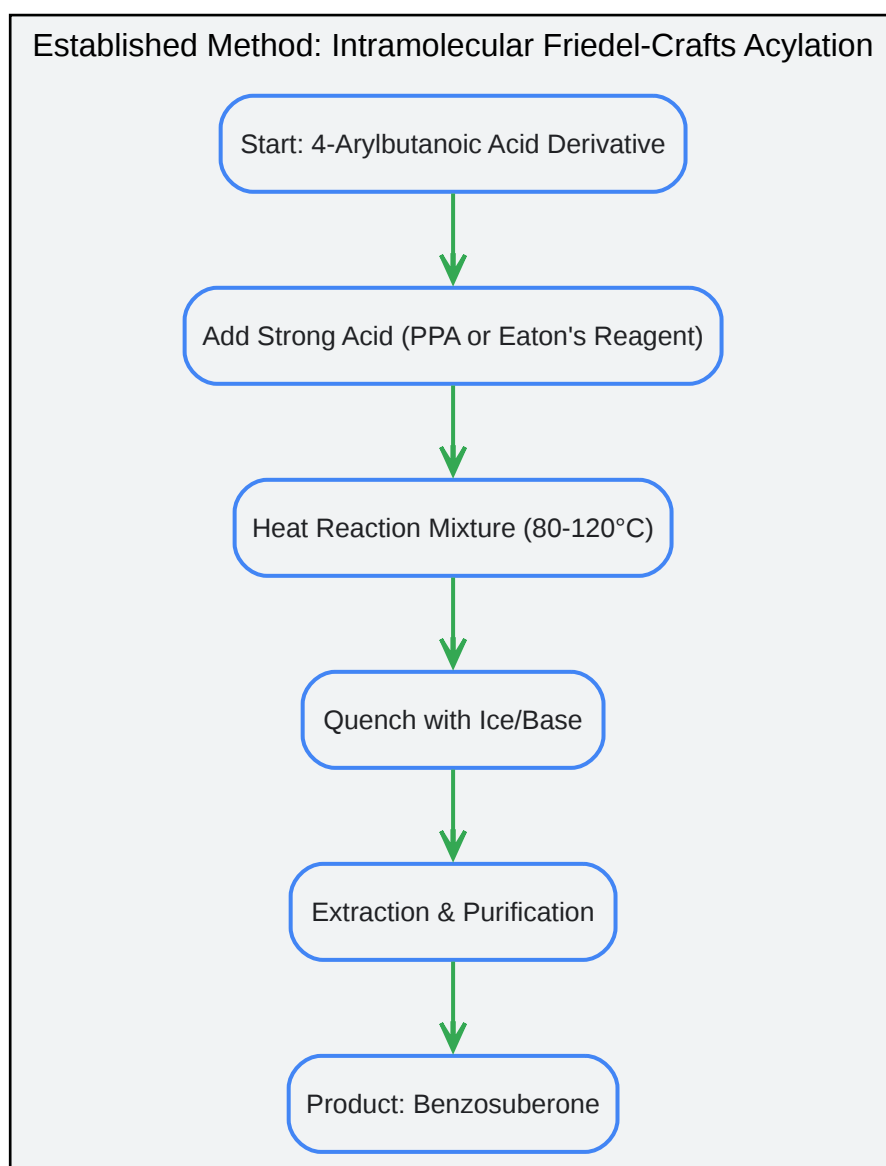 Established Method: Intramolecular Friedel-Crafts Acylation
Start: 4-Arylbutanoic Acid Derivative
Add Strong Acid (PPA or Eaton's Reagent)
Heat Reaction Mixture (80-120°C)
Quench with Ice/Base
Extraction & Purification
Product: Benzosuberone